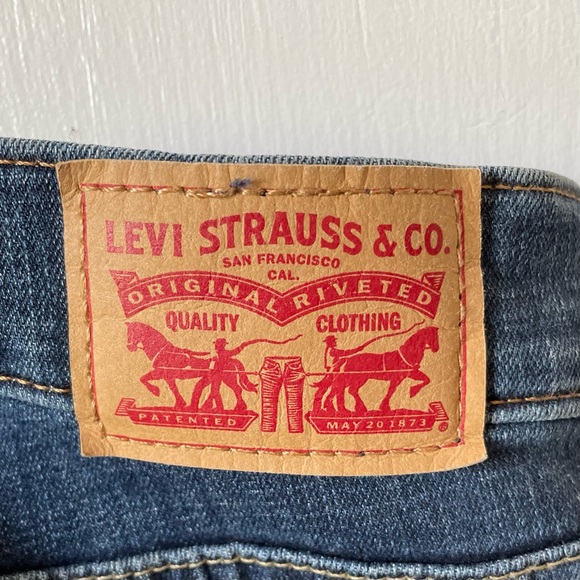 LEVI STRAUSS & CO.
SAN FRANCISCO
CAL.
ORIGINAL RIVETED
QUALITY CLOTHING
PATENTED MAY 20 1873 ®